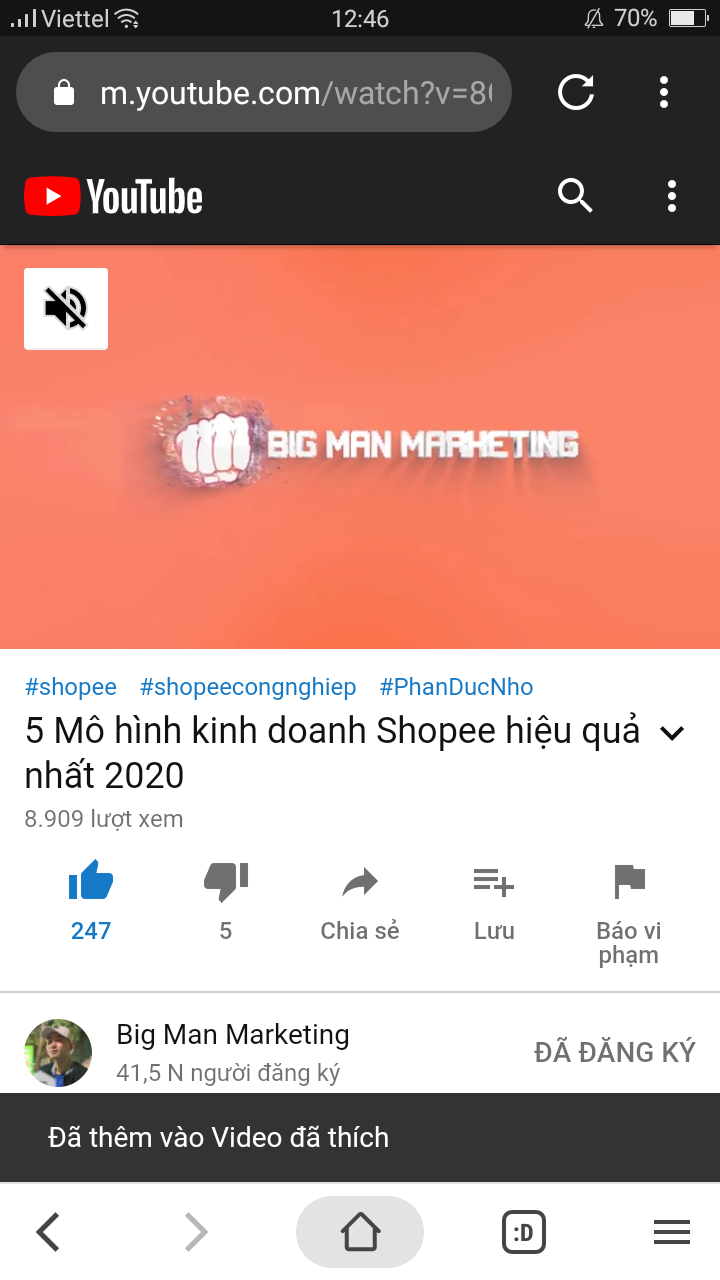 Viettel 12:46 70%
m.youtube.com/watch?v=8
YouTube
BIG MAN MARKETING
#shopee #shopeecongnghiep #PhanDucNho
5 Mô hình kinh doanh Shopee hiệu quả
nhất 2020
8.909 lượt xem
247 5 Chia sẻ Lưu Báo vi
phạm
Big Man Marketing
41,5 N người đăng ký
ĐÃ ĐĂNG KÝ
Đã thêm vào Video đã thích
:D